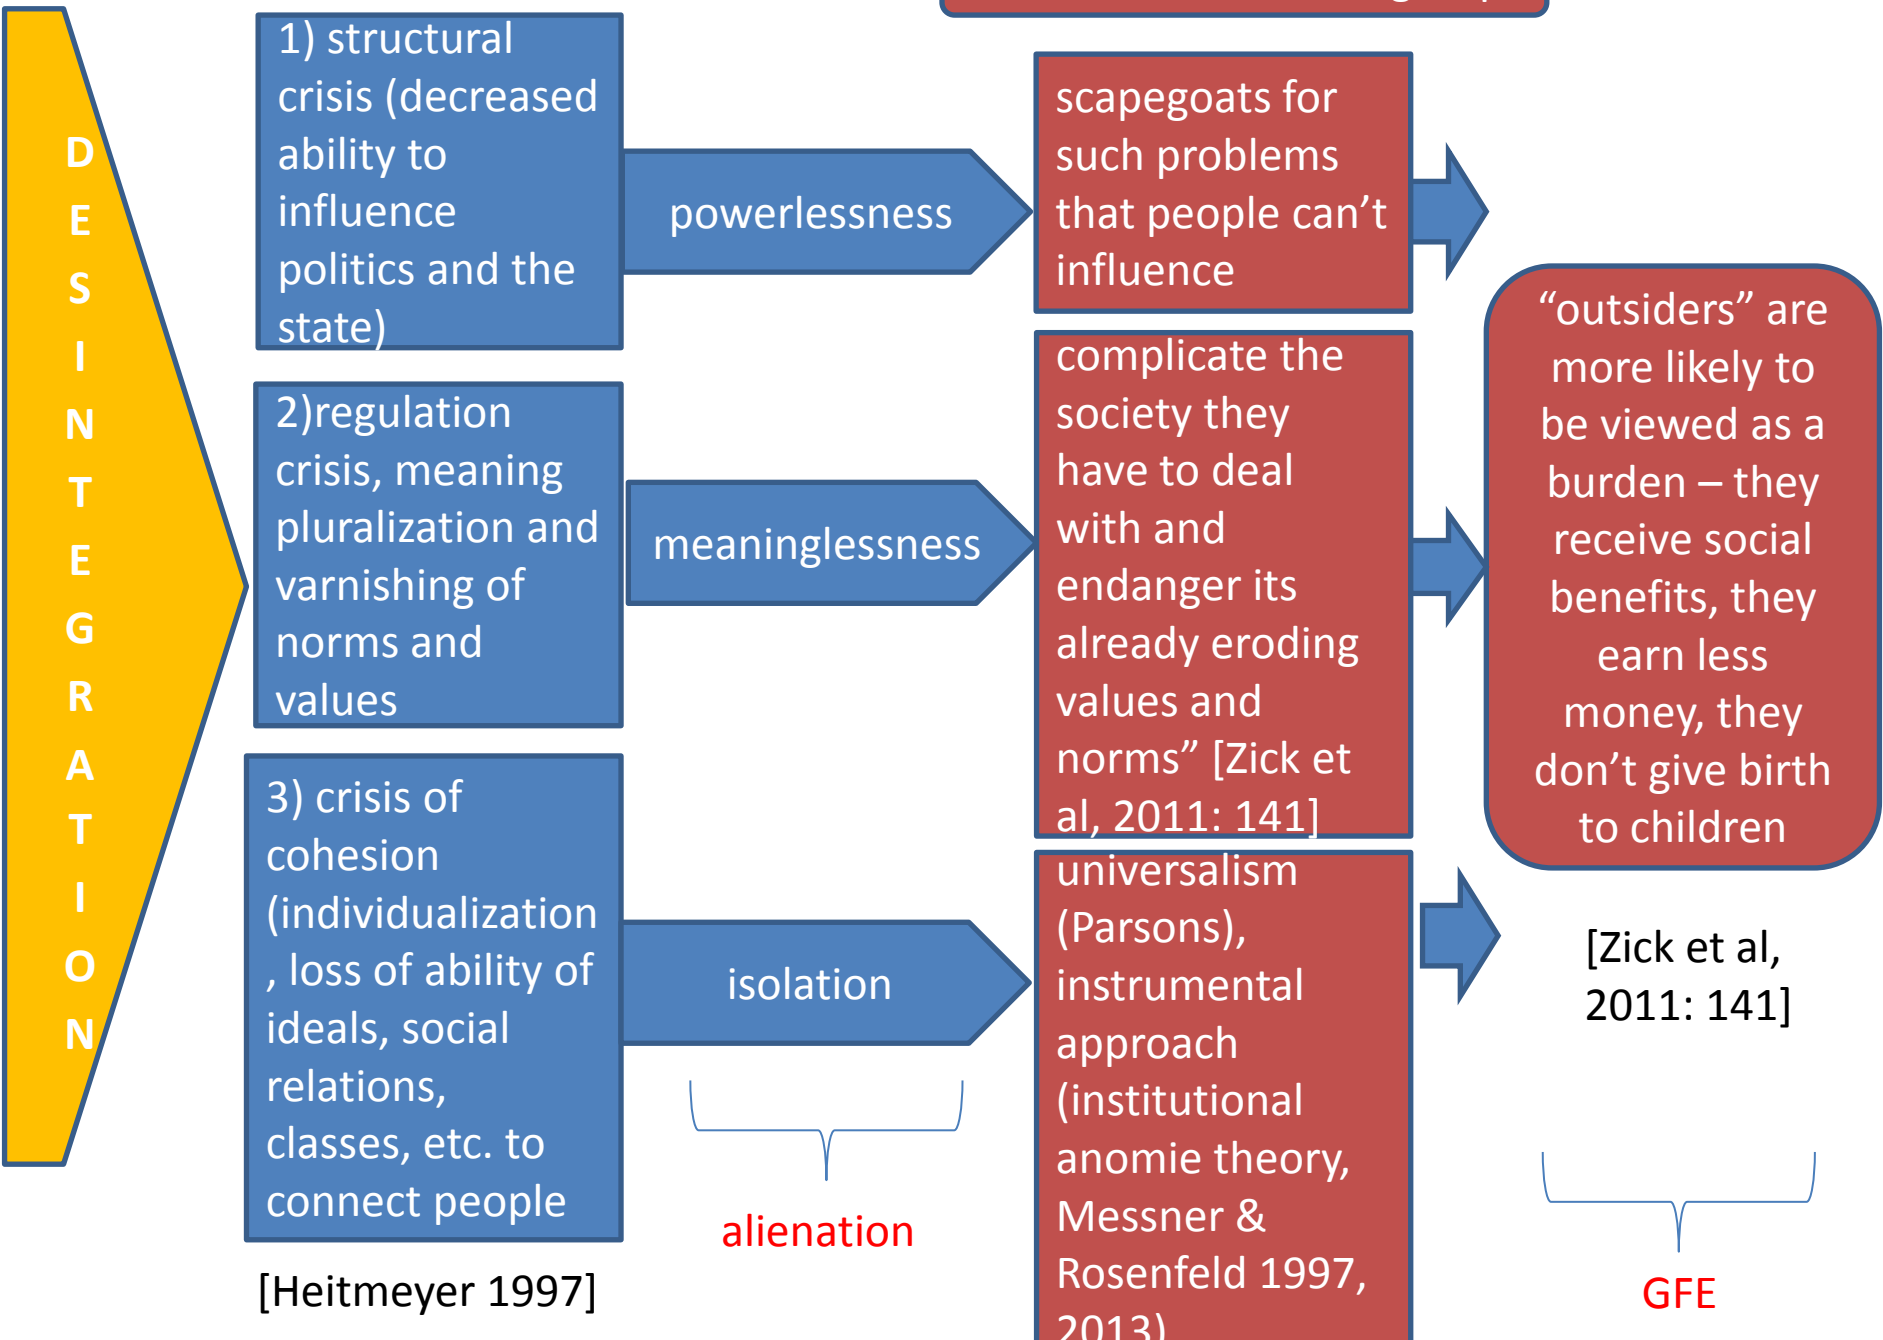 D
E
S
I
N
T
E
G
R
A
T
I
O
N
1) structural
crisis (decreased
ability to
influence
politics and the
state)
powerlessness
scapegoats for
such problems
that people can’t
influence
2)regulation
crisis, meaning
pluralization and
varnishing of
norms and
values
meaninglessness
complicate the
society they
have to deal
with and
endanger its
already eroding
values and
norms” [Zick et
al, 2011: 141]
3) crisis of
cohesion
(individualization
, loss of ability of
ideals, social
relations,
classes, etc. to
connect people
isolation
universalism
(Parsons),
instrumental
approach
(institutional
anomie theory,
Messner &
Rosenfeld 1997,
2013)
“outsiders” are
more likely to
be viewed as a
burden – they
receive social
benefits, they
earn less
money, they
don’t give birth
to children
[Zick et al,
2011: 141]
alienation
[Heitmeyer 1997]
GFE